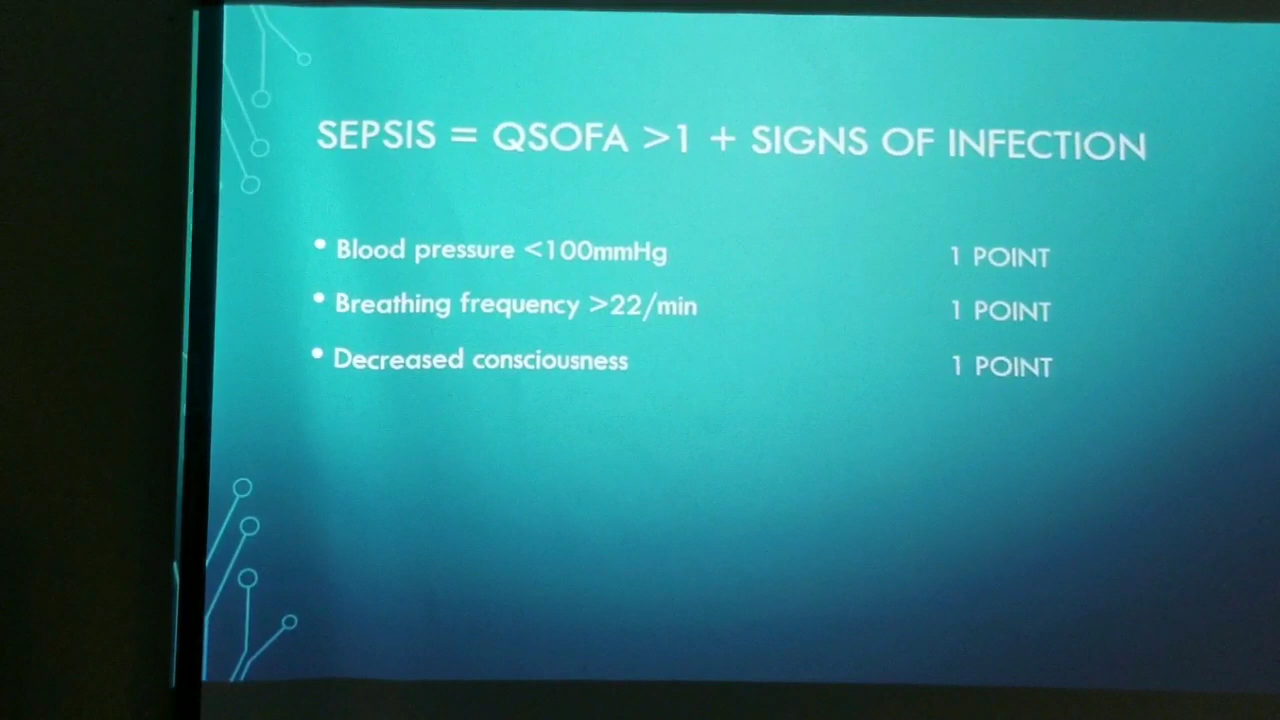 SEPSIS = QSOFA >1 + SIGNS OF INFECTION
• Blood pressure <100mmHg 1 POINT
• Breathing frequency >22/min 1 POINT
• Decreased consciousness 1 POINT